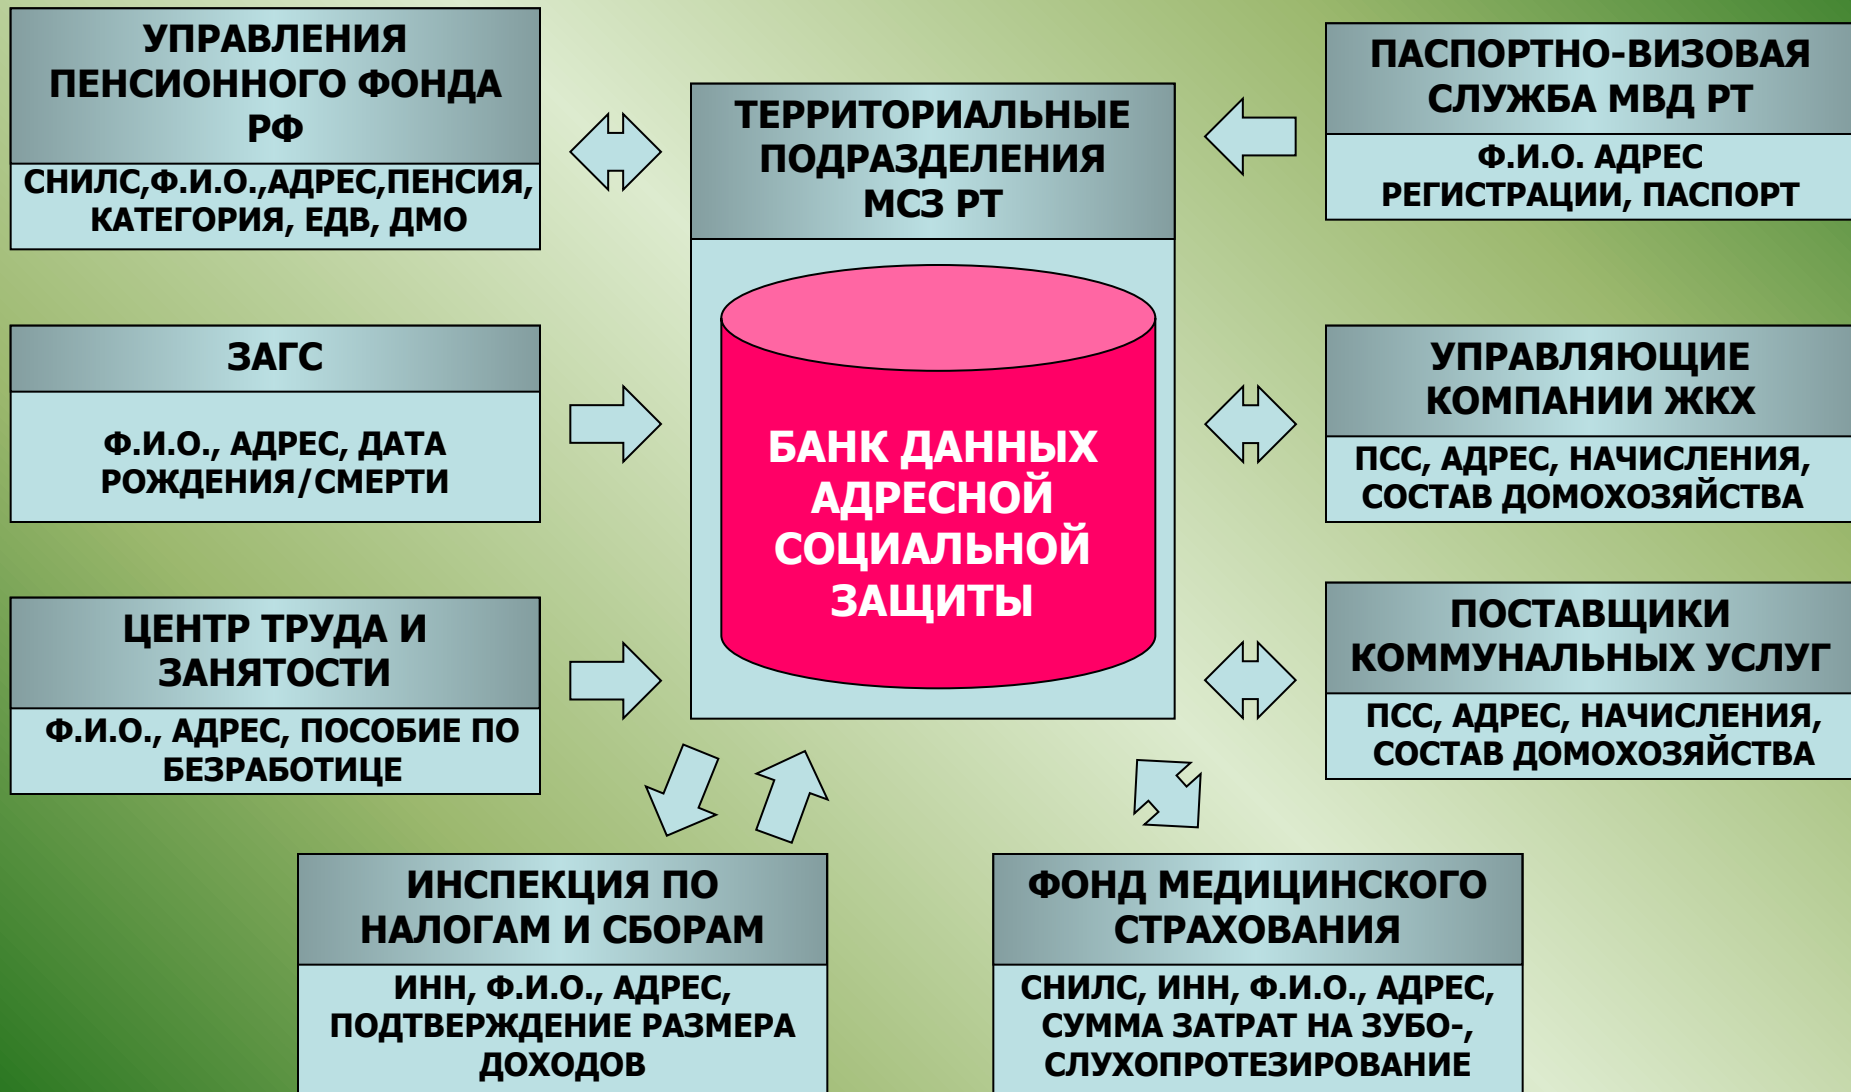 УПРАВЛЕНИЯ
ПЕНСИОННОГО ФОНДА
РФ
СНИЛС,Ф.И.О.,АДРЕС,ПЕНСИЯ,
КАТЕГОРИЯ, ЕДВ, ДМО
ЗАГС
Ф.И.О., АДРЕС, ДАТА
РОЖДЕНИЯ/СМЕРТИ
ЦЕНТР ТРУДА И
ЗАНЯТОСТИ
Ф.И.О., АДРЕС, ПОСОБИЕ ПО
БЕЗРАБОТИЦЕ
ТЕРРИТОРИАЛЬНЫЕ
ПОДРАЗДЕЛЕНИЯ
МСЗ РТ
БАНК ДАННЫХ
АДРЕСНОЙ
СОЦИАЛЬНОЙ
ЗАЩИТЫ
ПАСПОРТНО-ВИЗОВАЯ
СЛУЖБА МВД РТ
Ф.И.О. АДРЕС
РЕГИСТРАЦИИ, ПАСПОРТ
УПРАВЛЯЮЩИЕ
КОМПАНИИ ЖКХ
ПСС, АДРЕС, НАЧИСЛЕНИЯ,
СОСТАВ ДОМОХОЗЯЙСТВА
ПОСТАВЩИКИ
КОММУНАЛЬНЫХ УСЛУГ
ПСС, АДРЕС, НАЧИСЛЕНИЯ,
СОСТАВ ДОМОХОЗЯЙСТВА
ИНСПЕКЦИЯ ПО
НАЛОГАМ И СБОРАМ
ИНН, Ф.И.О., АДРЕС,
ПОДТВЕРЖДЕНИЕ РАЗМЕРА
ДОХОДОВ
ФОНД МЕДИЦИНСКОГО
СТРАХОВАНИЯ
СНИЛС, ИНН, Ф.И.О., АДРЕС,
СУММА ЗАТРАТ НА ЗУБО-,
СЛУХОПРОТЕЗИРОВАНИЕ